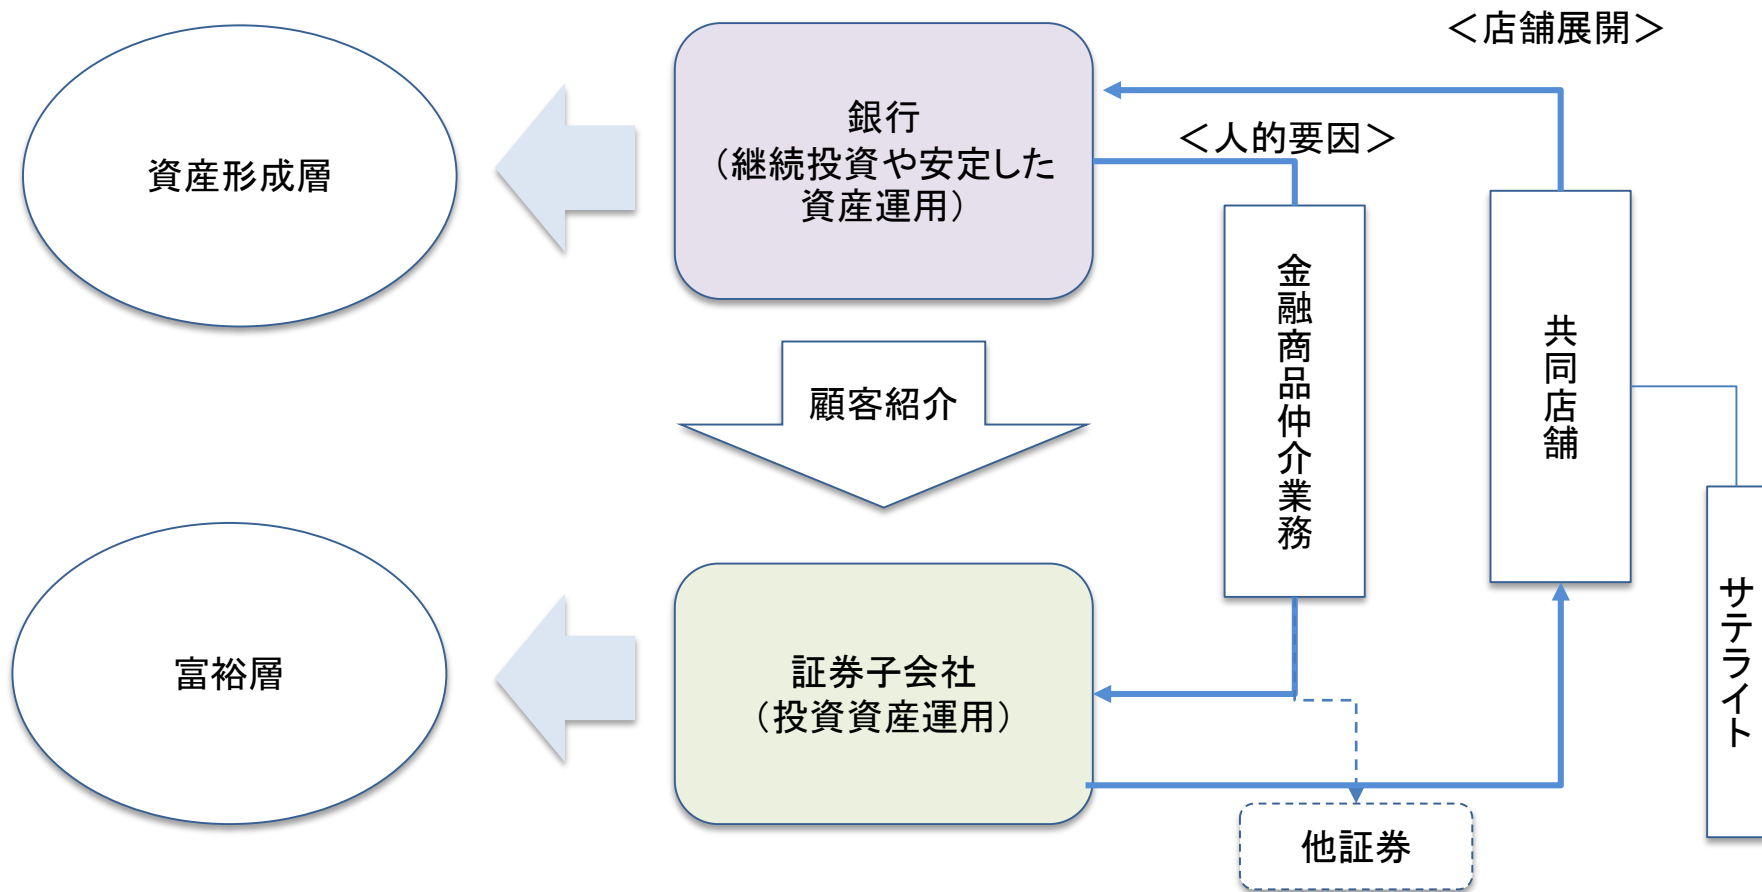 ＜店舗展開＞
銀行
（継続投資や安定した
資産運用）
＜人的要因＞
資産形成層
金融商品仲介業務
共同店舗
顧客紹介
サテライト
富裕層
証券子会社
（投資資産運用）
他証券